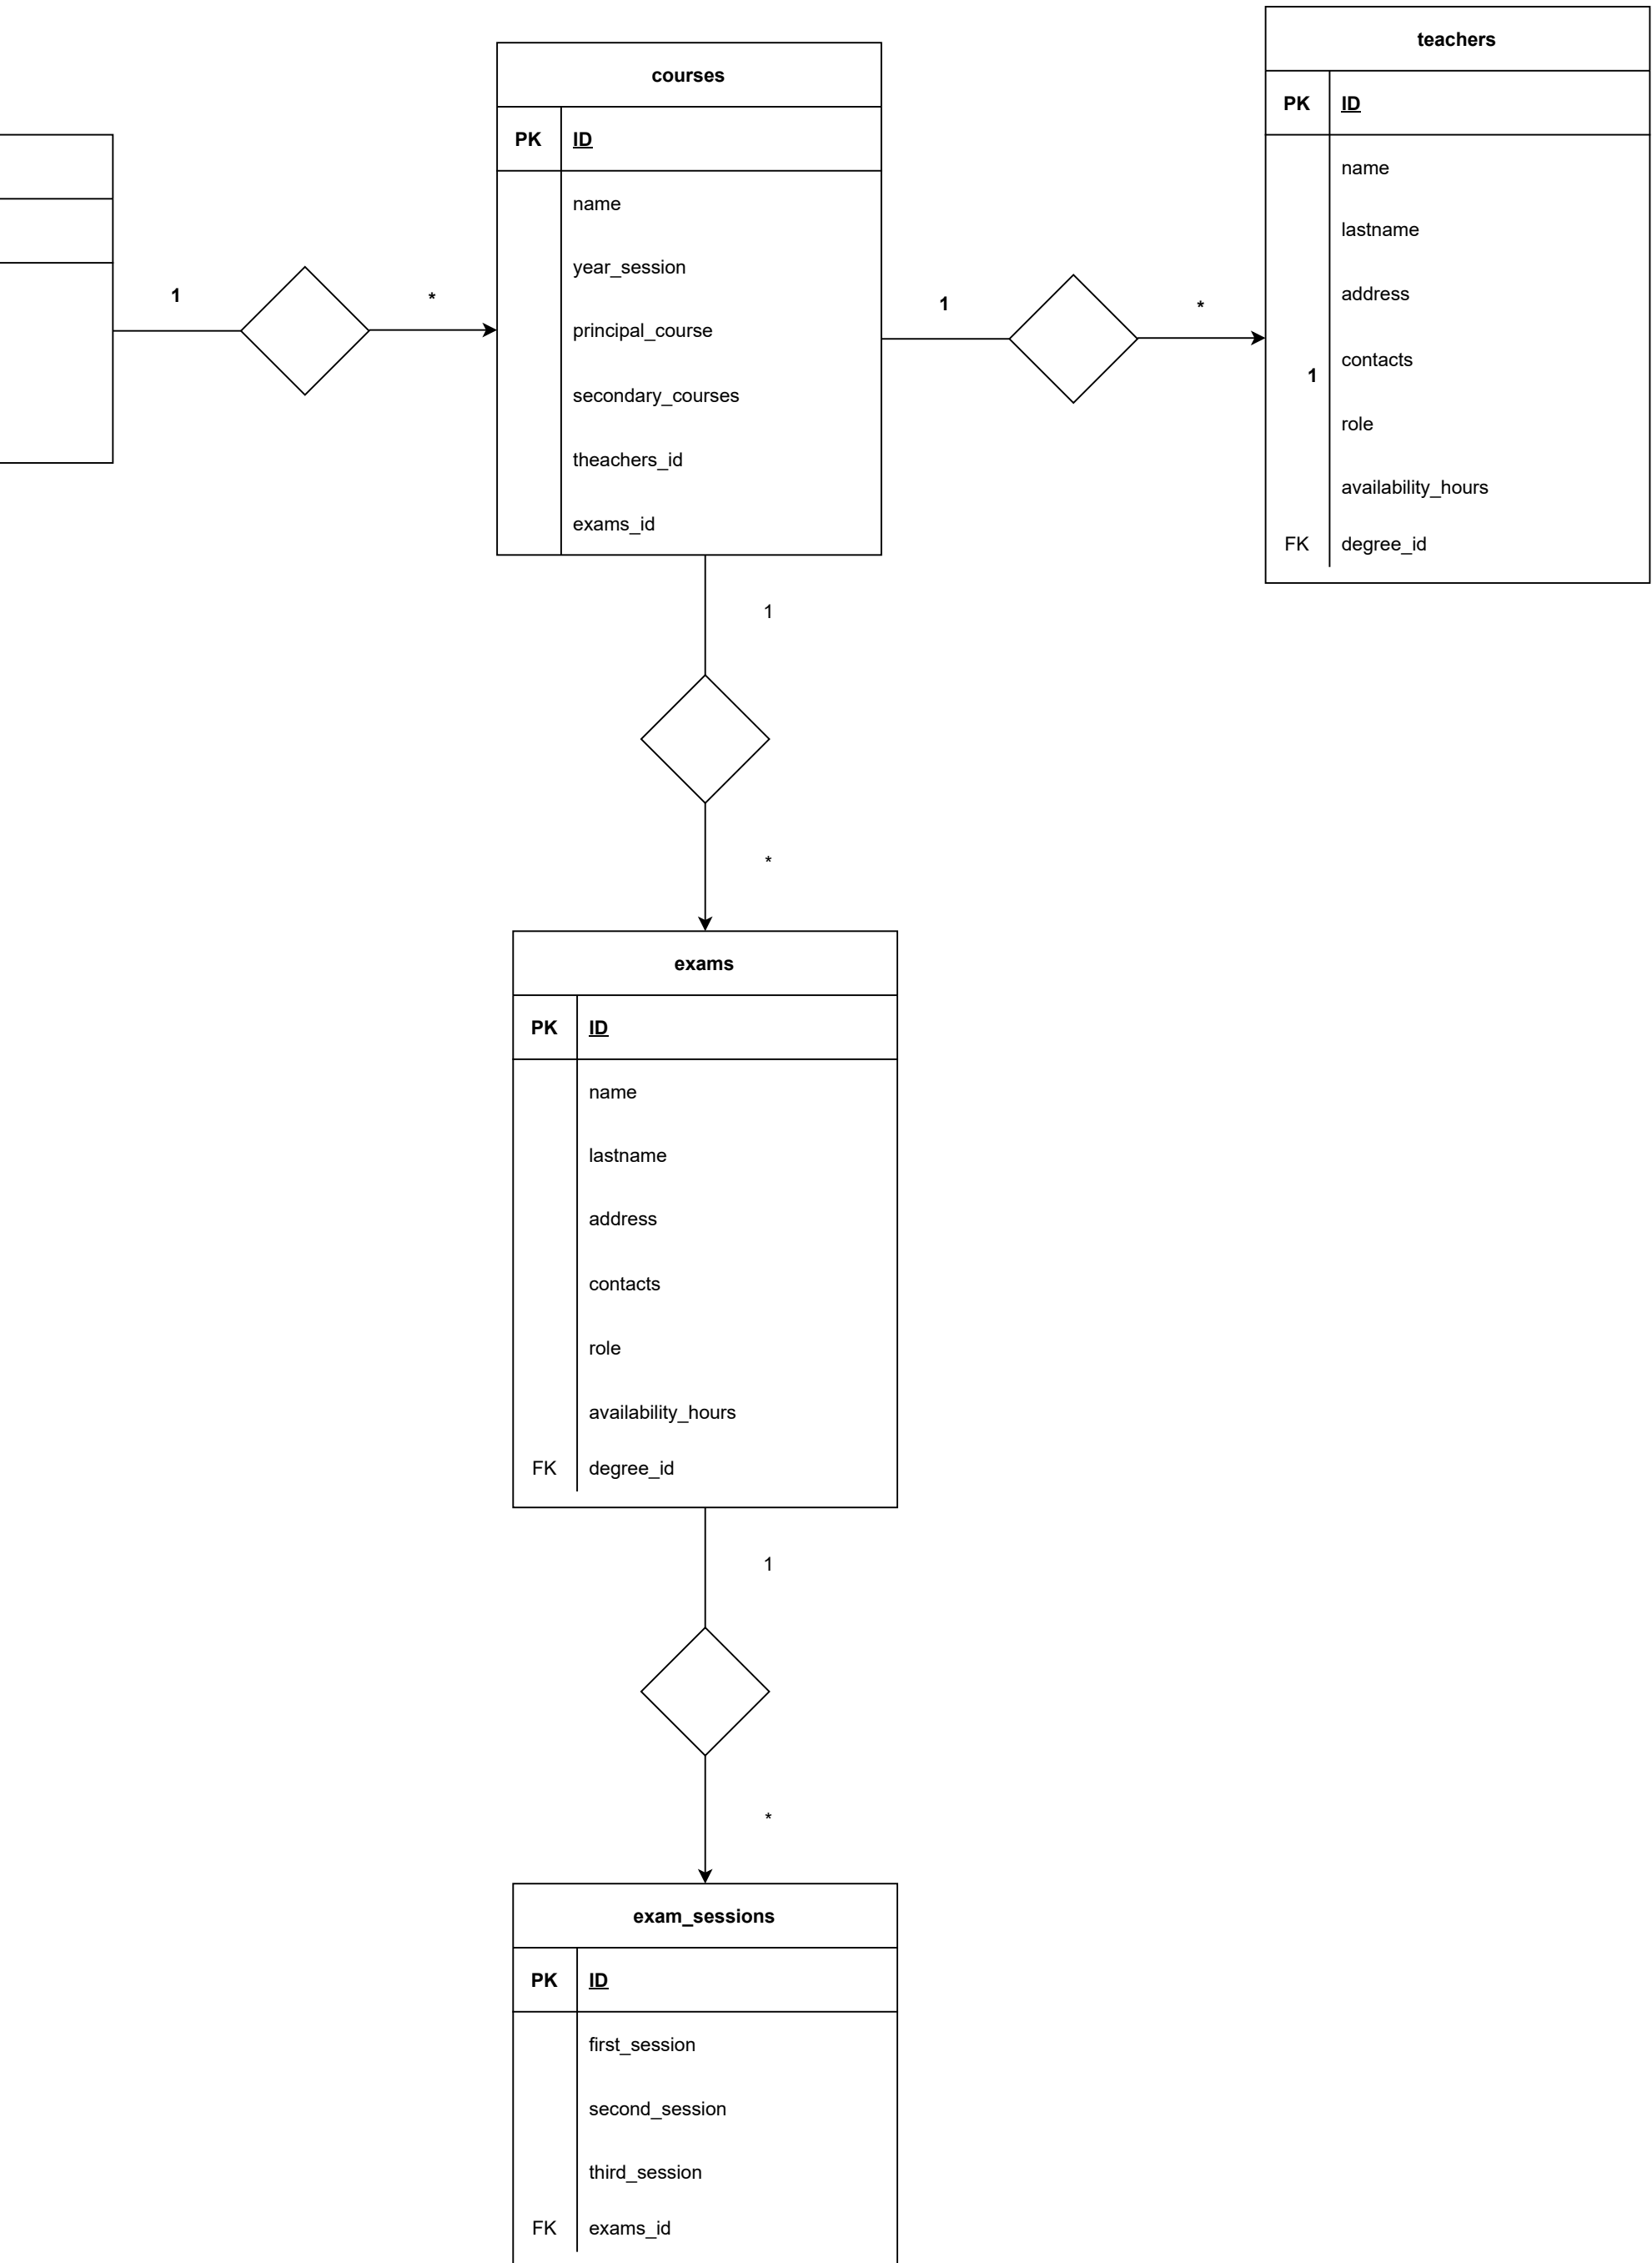 teachers
PK ID
name
lastname
address
contacts
1
role
availability_hours
FK degree_id
courses
PK ID
name
year_session
principal_course
secondary_courses
theachers_id
exams_id
1
*
1
*
1
*
exams
PK ID
name
lastname
address
contacts
role
availability_hours
FK degree_id
1
*
exam_sessions
PK ID
first_session
second_session
third_session
FK exams_id